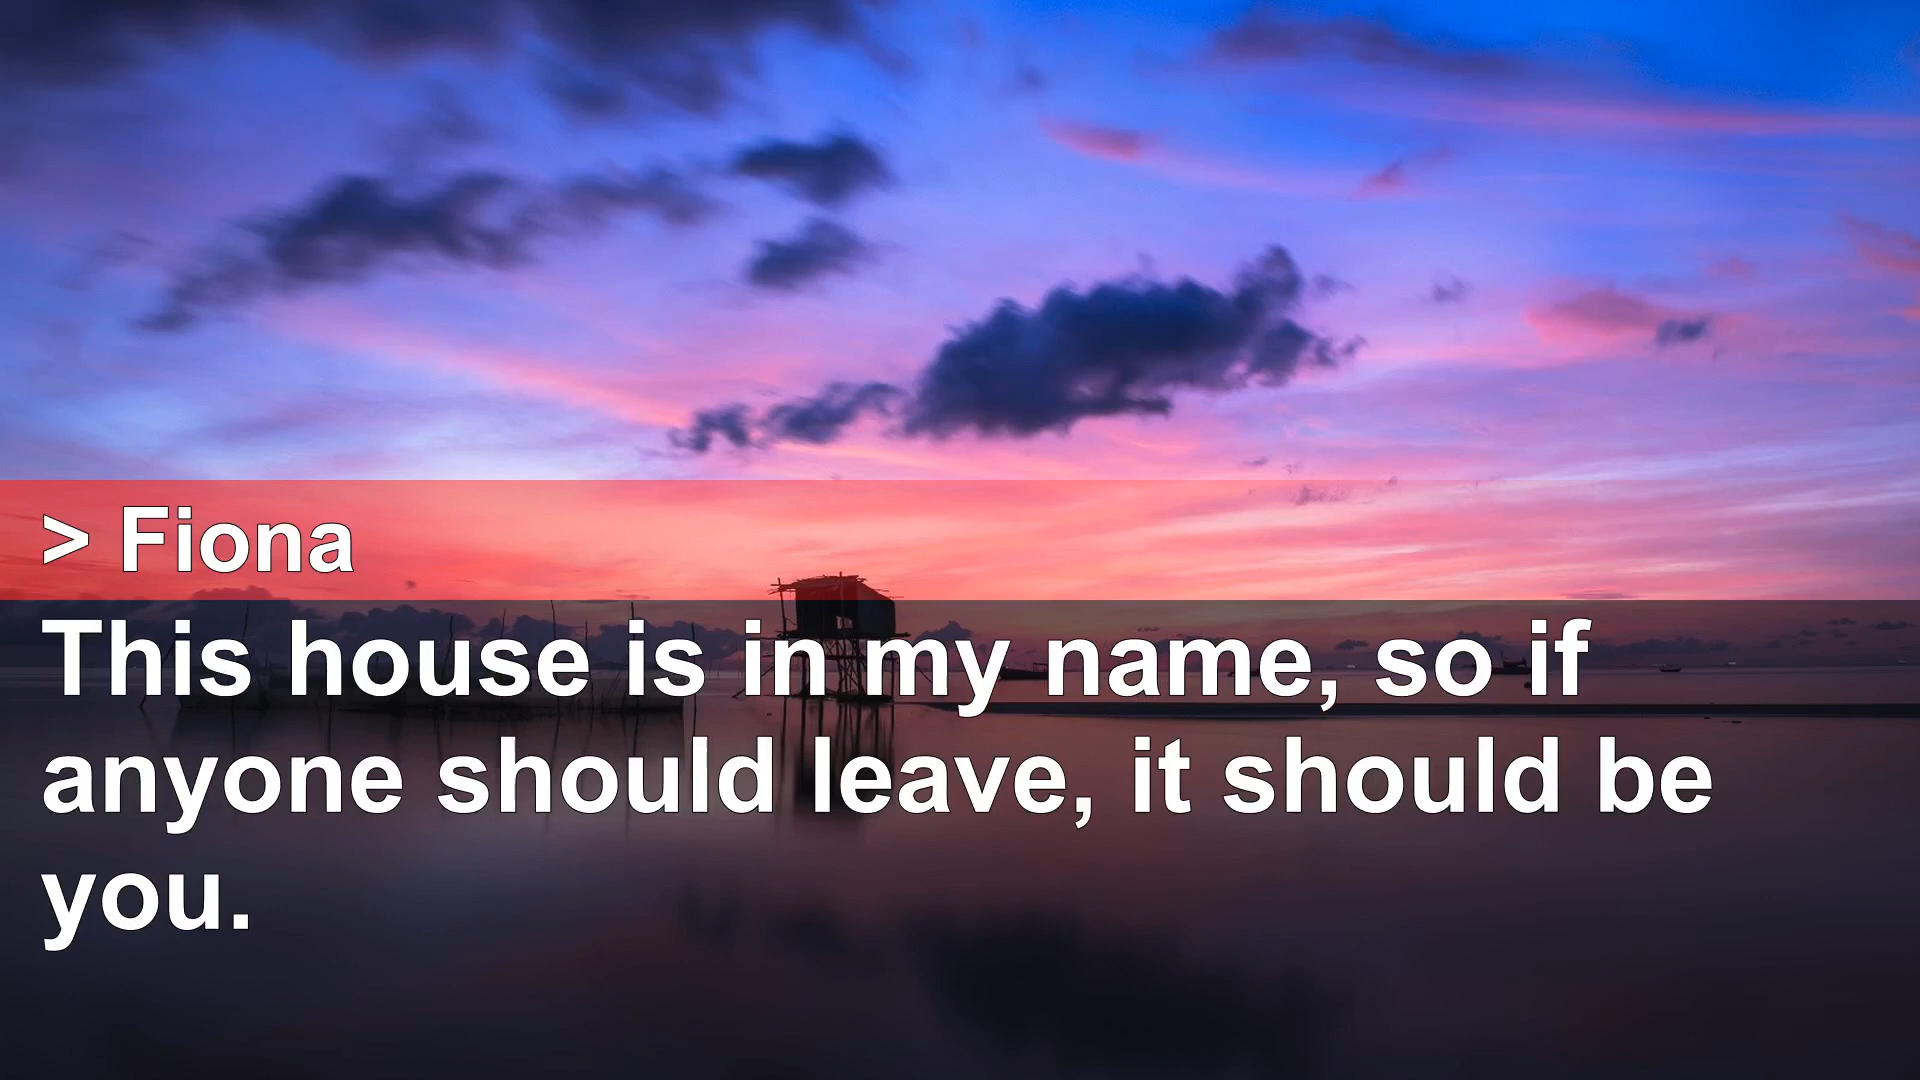 > Fiona
This house is in my name, so if
anyone should leave, it should be
you.